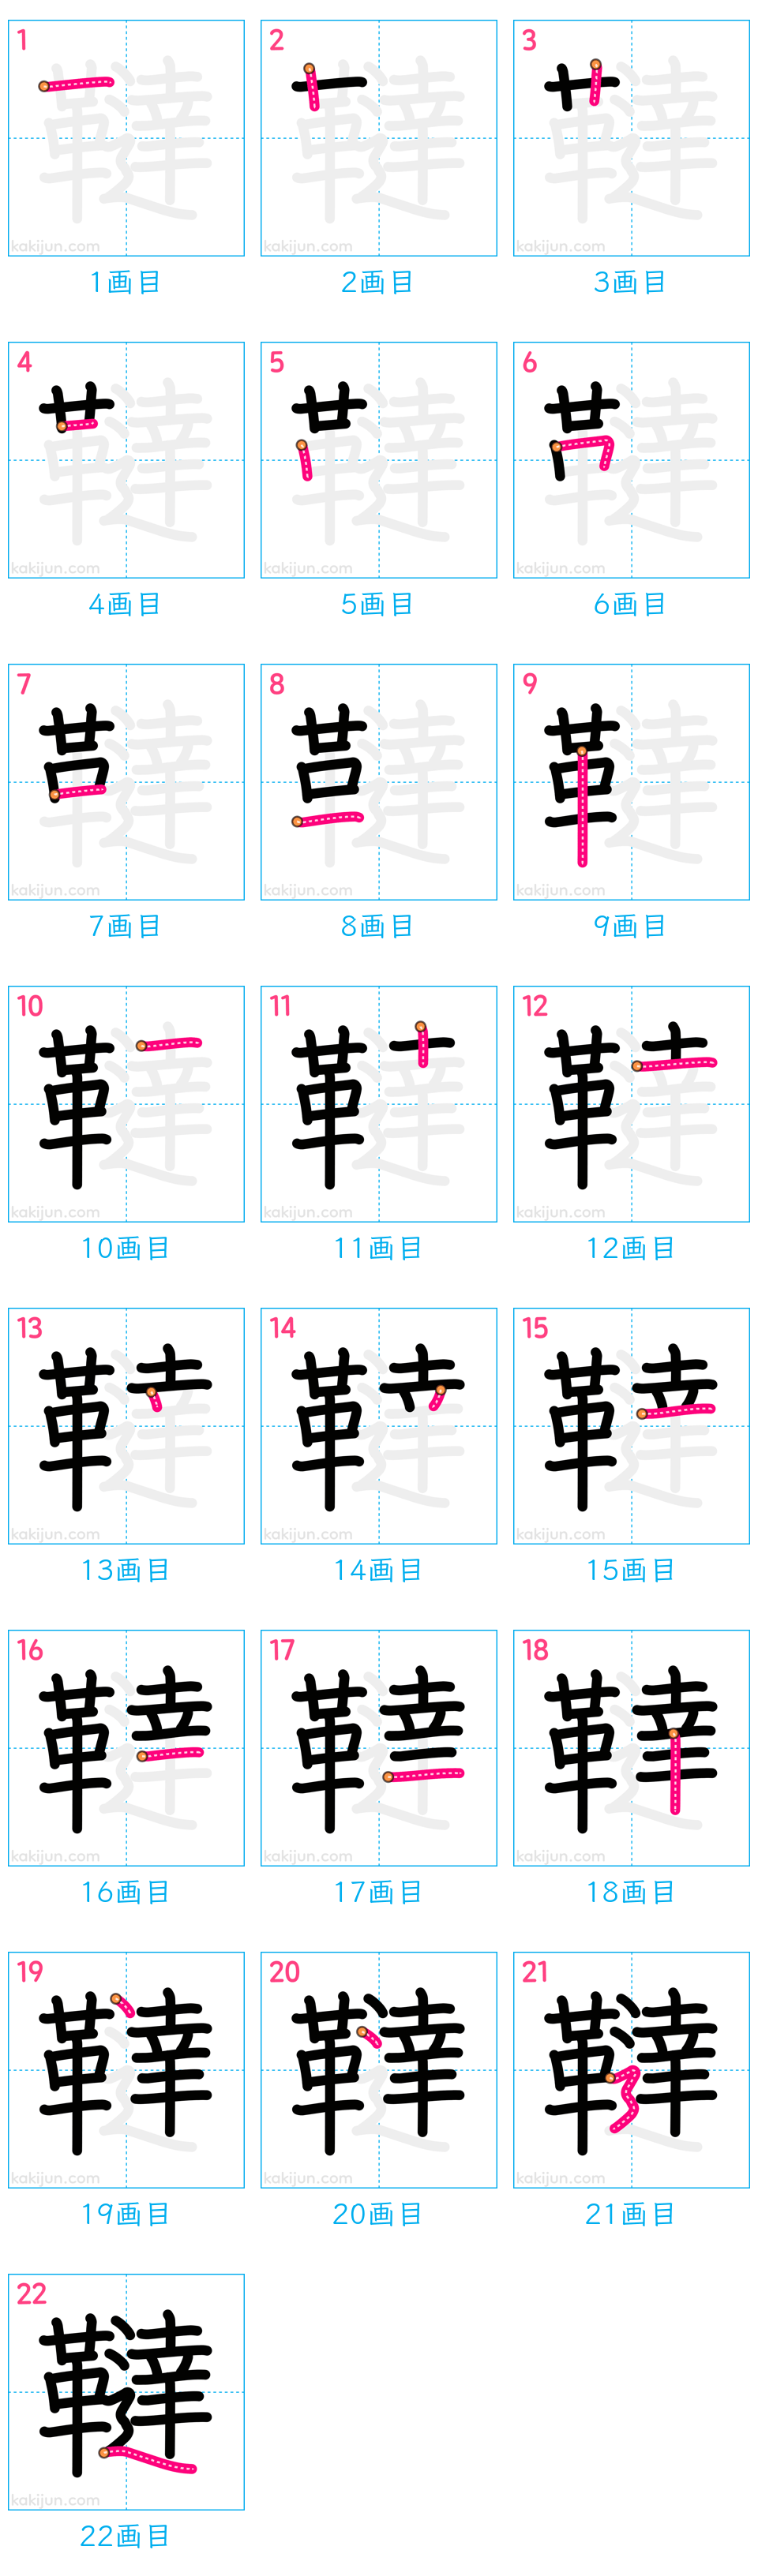 1 2 3
kakijun.com kakijun.com kakijun.com
1画目 2画目 3画目
4 5 6
kakijun.com kakijun.com kakijun.com
4画目 5画目 6画目
7 8 9
kakijun.com kakijun.com kakijun.com
7画目 8画目 9画目
10 11 12
kakijun.com kakijun.com kakijun.com
10画目 11画目 12画目
13 14 15
kakijun.com kakijun.com kakijun.com
13画目 14画目 15画目
16 17 18
kakijun.com kakijun.com kakijun.com
16画目 17画目 18画目
19 20 21
kakijun.com kakijun.com kakijun.com
19画目 20画目 21画目
22
韃
kakijun.com
22画目